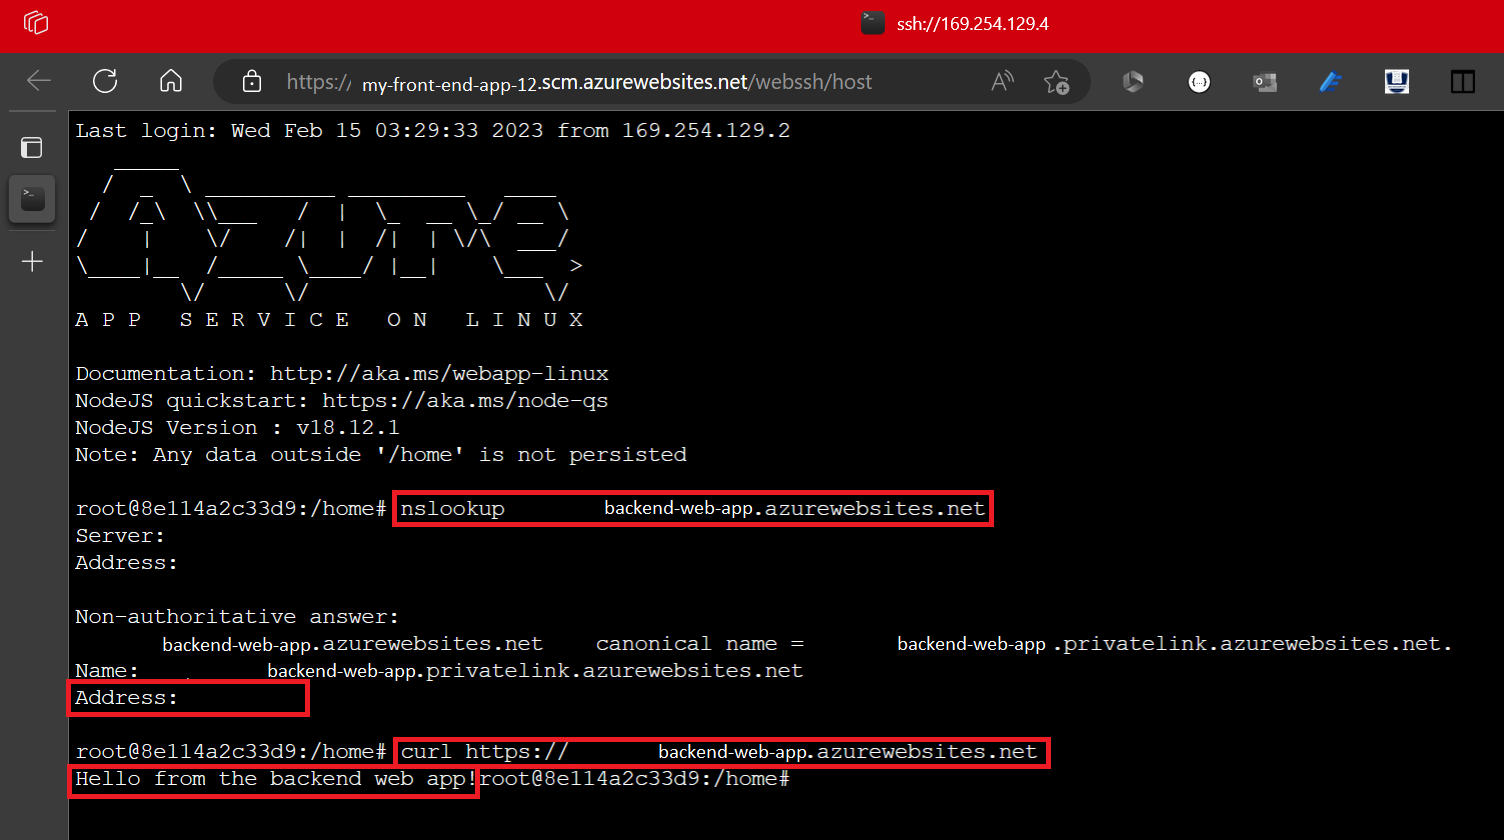 ssh://169.254.129.4
https:// my-front-end-app-12.scm.azurewebsites.net/webssh/host
Last login: Wed Feb 15 03:29:33 2023 from 169.254.129.2
A P P   S E R V I C E   O N   L I N U X
Documentation: http://aka.ms/webapp-linux
NodeJS quickstart: https://aka.ms/node-qs
NodeJS Version : v18.12.1
Note: Any data outside '/home' is not persisted
root@8e114a2c33d9:/home# nslookup backend-web-app.azurewebsites.net
Server:
Address:
Non-authoritative answer:
backend-web-app.azurewebsites.net canonical name = backend-web-app .privatelink.azurewebsites.net.
Name: backend-web-app.privatelink.azurewebsites.net
Address:
root@8e114a2c33d9:/home# curl https:// backend-web-app.azurewebsites.net
Hello from the backend web app!root@8e114a2c33d9:/home#